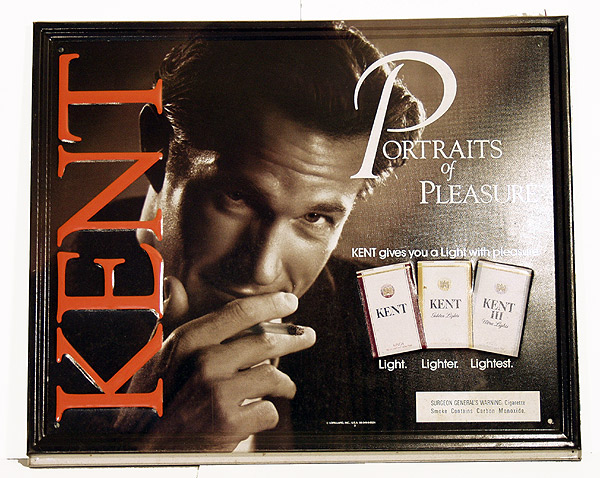 KENT
PORTRAITS
of
PLEASURE
KENT gives you a Light with pleasure
KENT
KENT
Golden Lights
KENT
III
Ultra Lights
Light. Lighter. Lightest.
SURGEON GENERAL'S WARNING: Cigarette
Smoke Contains Carbon Monoxide.